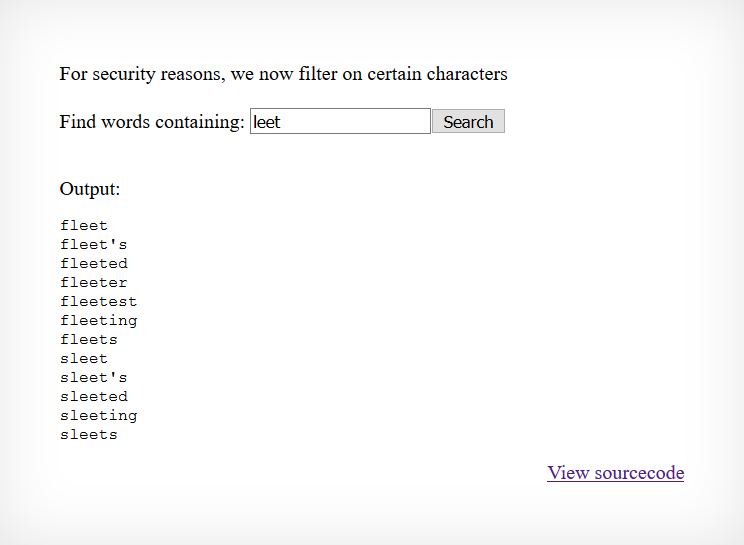 For security reasons, we now filter on certain characters
Find words containing: leet Search
Output:
fleet
fleet's
fleeted
fleeter
fleetest
fleeting
fleets
sleet
sleet's
sleeted
sleeting
sleets
View sourcecode